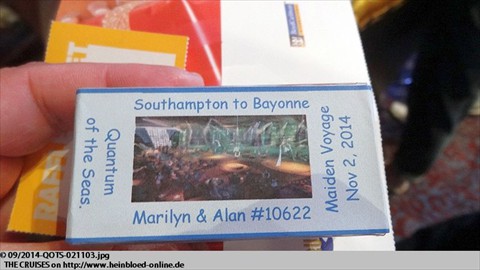 Southampton to Bayonne
Quantum
of the Seas.
Maiden Voyage
Nov 2, 2014
Marilyn & Alan #10622
© 09/2014-QOTS-021103.jpg
THE CRUISES on http://www.heinbloed-online.de